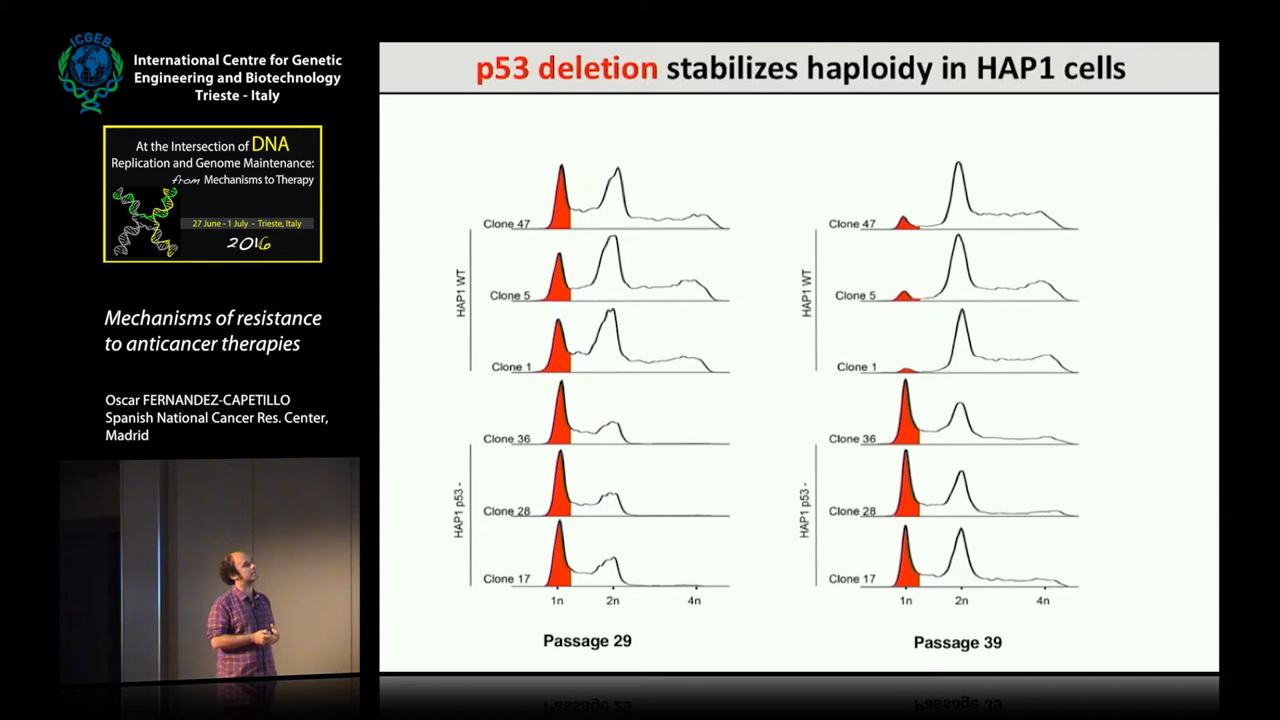 ICGEB
International Centre for Genetic
Engineering and Biotechnology
Trieste - Italy
At the Intersection of DNA
Replication and Genome Maintenance:
from Mechanisms to Therapy
27 June - 1 July - Trieste, Italy
2016
Mechanisms of resistance
to anticancer therapies
Oscar FERNANDEZ-CAPETILLO
Spanish National Cancer Res. Center,
Madrid
p53 deletion stabilizes haploidy in HAP1 cells
HAP1 WT
Clone 47
Clone 5
Clone 1
HAP1 p53 -
Clone 36
Clone 28
Clone 17
1n 2n 4n
Passage 29
HAP1 WT
Clone 47
Clone 5
Clone 1
HAP1 p53 -
Clone 36
Clone 28
Clone 17
1n 2n 4n
Passage 39